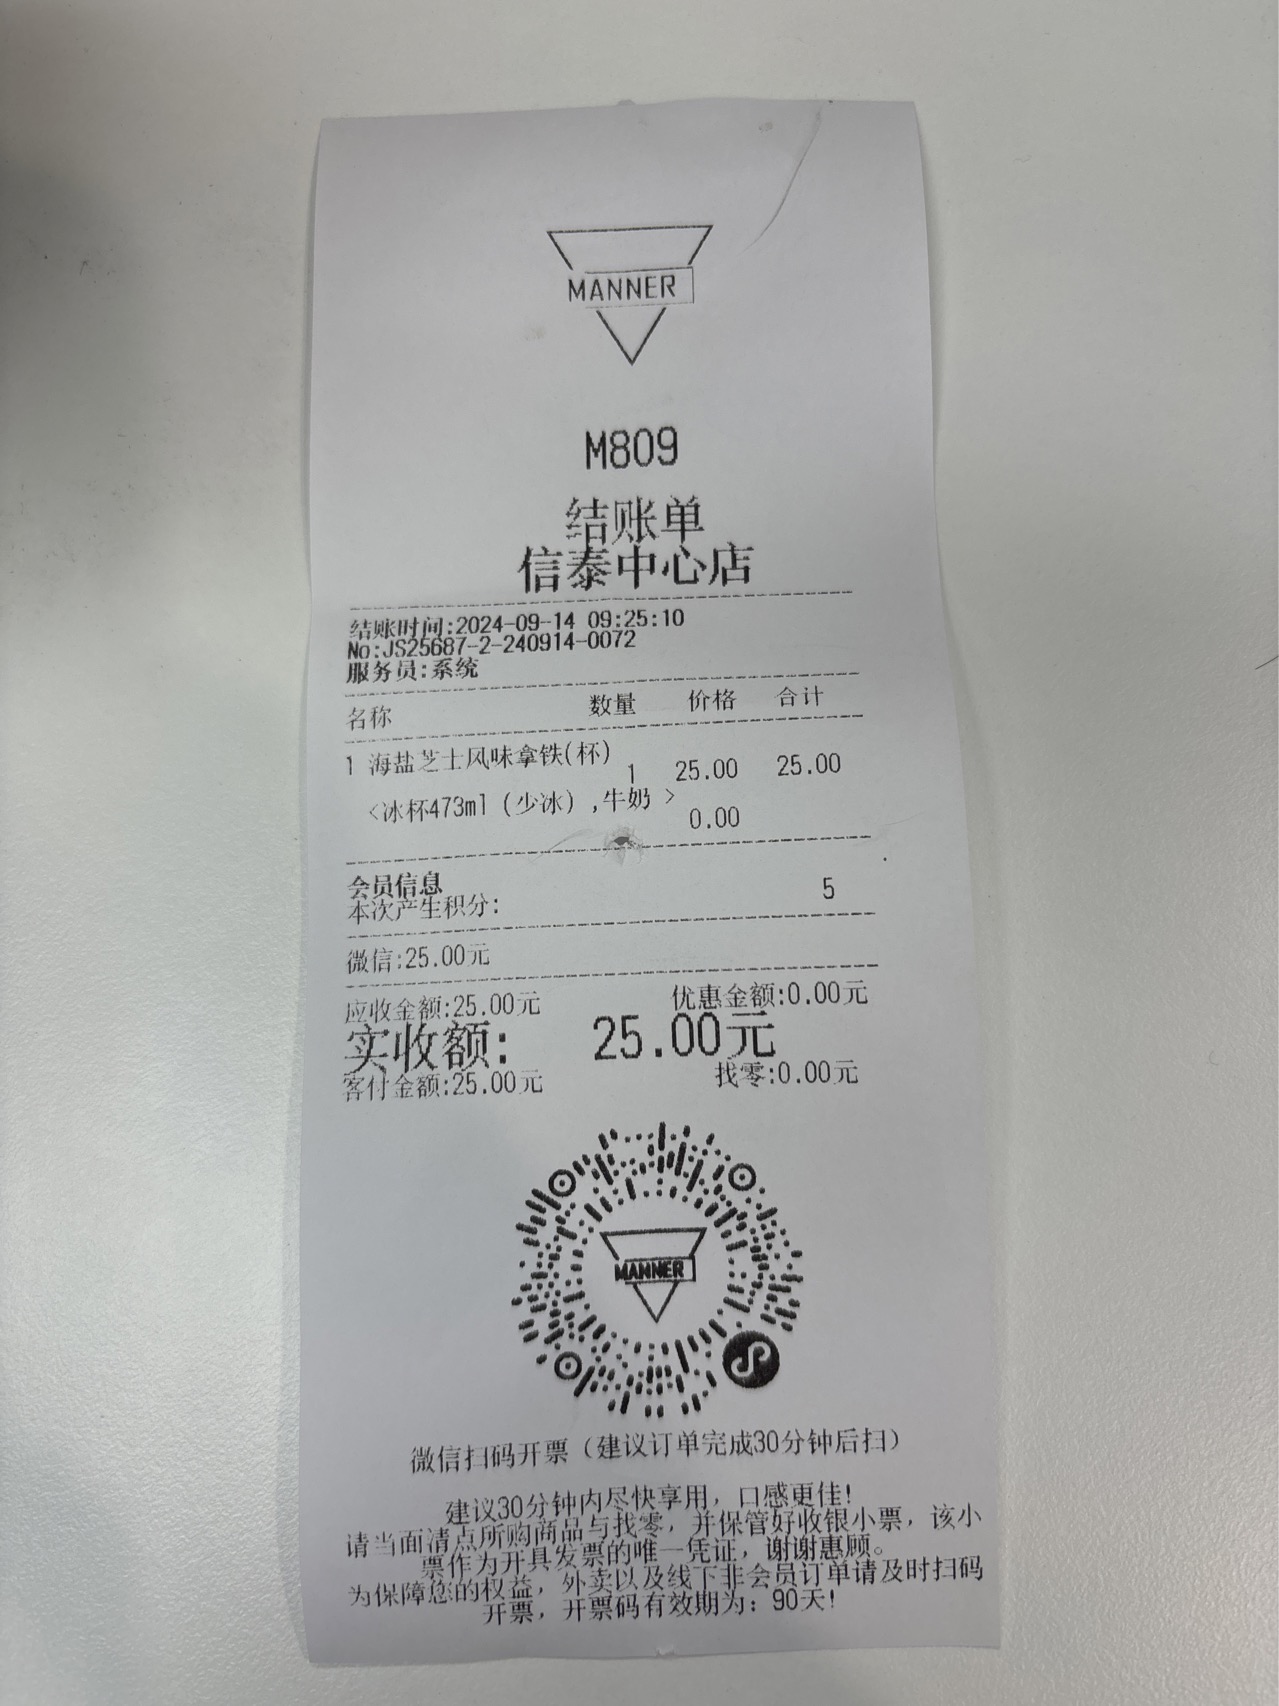 MANNER
M809
结账单
信泰中心店
结账时间:2024-09-14 09:25:10
No:JS25687-2-240914-0072
服务员:系统
名称 数量 价格 合计
1 海盐芝士风味拿铁(杯) 1 25.00 25.00
<冰杯473ml (少冰) ,牛奶 > 0.00
会员信息
本次产生积分: 5
微信:25.00元
应收金额:25.00元 优惠金额:0.00元
实收额: 25.00元
客付金额:25.00元 找零:0.00元
MANNER
微信扫码开票（建议订单完成30分钟后扫）
建议30分钟内尽快享用，口感更佳!
请当面清点所购商品与找零，并保管好收银小票，该小
票作为开具发票的唯一凭证，谢谢惠顾。
为保障您的权益，外卖以及线下非会员订单请及时扫码
开票，开票码有效期为：90天!